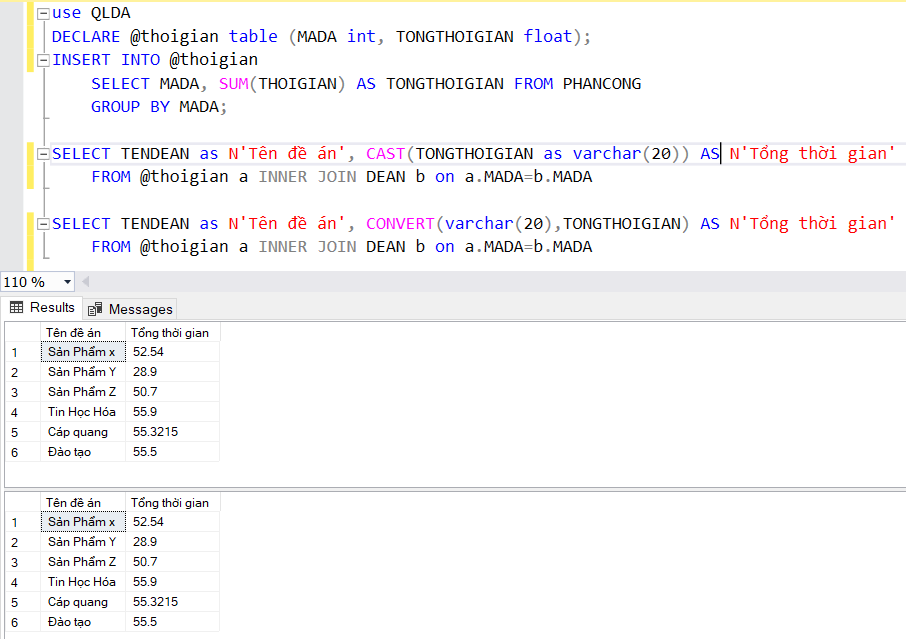 use QLDA
DECLARE @thoigian table (MADA int, TONGTHOIGIAN float);
INSERT INTO @thoigian
SELECT MADA, SUM(THOIGIAN) AS TONGTHOIGIAN FROM PHANCONG
GROUP BY MADA;
SELECT TENDEAN as N'Tên đề án', CAST(TONGTHOIGIAN as varchar(20)) AS N'Tổng thời gian'
FROM @thoigian a INNER JOIN DEAN b on a.MADA=b.MADA
SELECT TENDEAN as N'Tên đề án', CONVERT(varchar(20),TONGTHOIGIAN) AS N'Tổng thời gian'
FROM @thoigian a INNER JOIN DEAN b on a.MADA=b.MADA
110 %
Results Messages
Tên đề án Tổng thời gian
1 Sản Phẩm x 52.54
2 Sản Phẩm Y 28.9
3 Sản Phẩm Z 50.7
4 Tin Học Hóa 55.9
5 Cáp quang 55.3215
6 Đào tạo 55.5
Tên đề án Tổng thời gian
1 Sản Phẩm x 52.54
2 Sản Phẩm Y 28.9
3 Sản Phẩm Z 50.7
4 Tin Học Hóa 55.9
5 Cáp quang 55.3215
6 Đào tạo 55.5